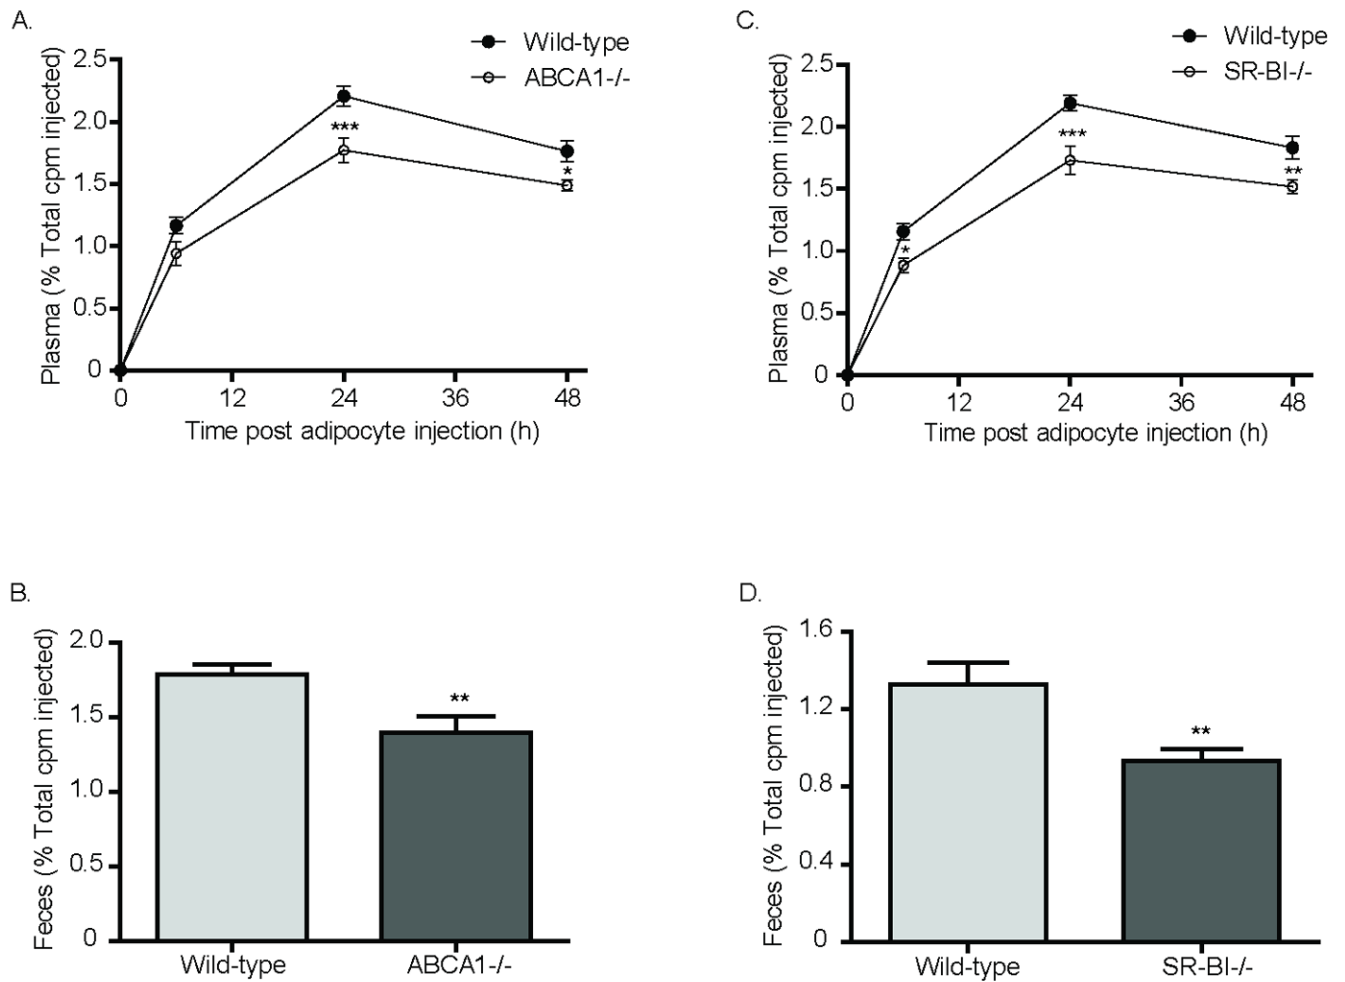 A.
Wild-type
ABCA1-/-
Plasma (% Total cpm injected)
2.5
2.0
1.5
1.0
0.5
0
***
*
0 12 24 36 48
Time post adipocyte injection (h)
C.
Wild-type
SR-BI-/-
Plasma (% Total cpm injected)
2.5
2.0
1.5
1.0
0.5
0
*
***
**
0 12 24 36 48
Time post adipocyte injection (h)
B.
Feces (% Total cpm injected)
2.0
1.5
1.0
0.5
0
**
Wild-type ABCA1-/-
D.
Feces (% Total cpm injected)
1.6
1.2
0.8
0.4
0
**
Wild-type SR-BI-/-